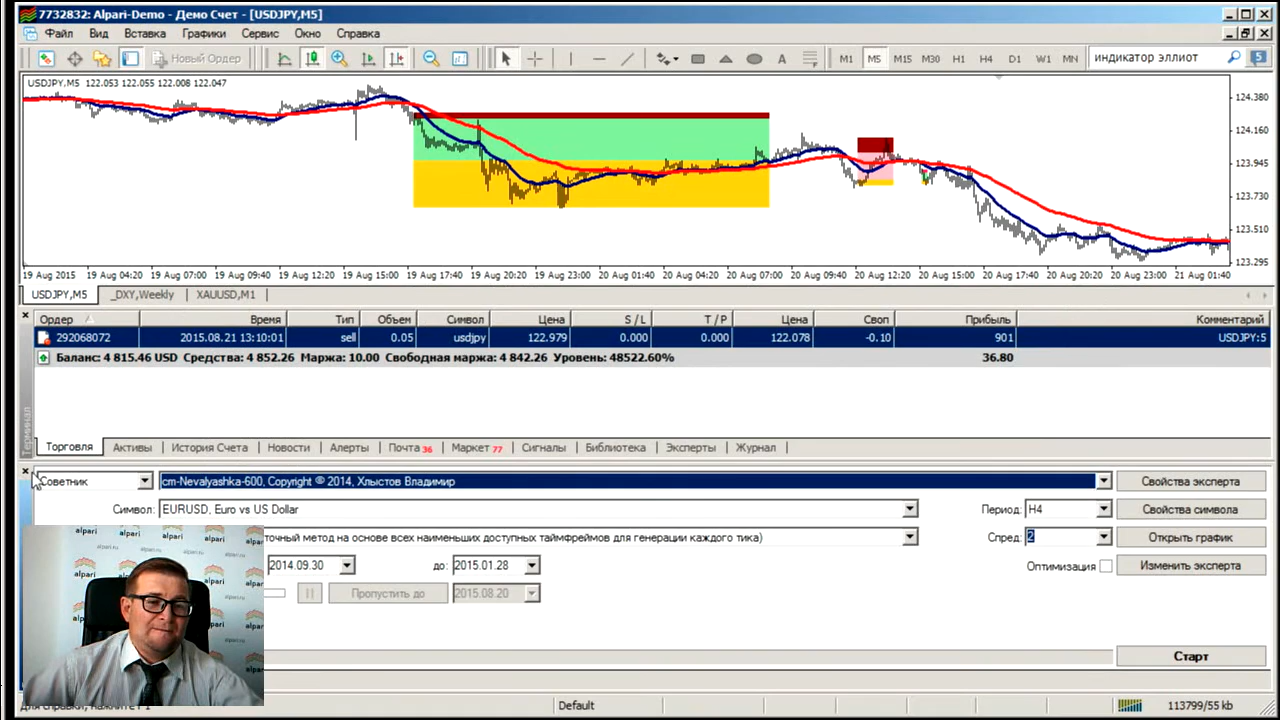 7732832: Alpari-Demo - Демо Счет - [USDJPY,M5]
Файл Вид Вставка Графики Сервис Окно Справка
Новый Ордер M1 M5 M15 M30 H1 H4 D1 W1 MN индикатор эллиот 5
USDJPY,M5 122.053 122.055 122.008 122.047
124.380
124.160
123.945
123.730
123.510
123.295
19 Aug 2015 19 Aug 04:20 19 Aug 07:00 19 Aug 09:40 19 Aug 12:20 19 Aug 15:00 19 Aug 17:40 19 Aug 20:20 19 Aug 23:00 20 Aug 01:40 20 Aug 04:20 20 Aug 07:00 20 Aug 09:40 20 Aug 12:20 20 Aug 15:00 20 Aug 17:40 20 Aug 20:20 20 Aug 23:00 21 Aug 01:40
USDJPY,M5 _DXY,Weekly XAUUSD,M1
Ордер Время Тип Объем Символ Цена S / L T / P Цена Своп Прибыль Комментарий
292068072 2015.08.21 13:10:01 sell 0.05 usdjpy 122.979 0.000 0.000 122.078 -0.10 901 USDJPY:5
Баланс: 4 815.46 USD Средства: 4 852.26 Маржа: 10.00 Свободная маржа: 4 842.26 Уровень: 48522.60% 36.80
Терминал
Торговля Активы История Счета Новости Алерты Почта 36 Маркет 77 Сигналы Библиотека Эксперты Журнал
Советник cm-Nevalyashka-600, Copyright ® 2014, Хлыстов Владимир Свойства эксперта
Символ: EURUSD, Euro vs US Dollar Период: H4 Свойства символа
точный метод на основе всех наименьших доступных таймфреймов для генерации каждого тика) Спред: 2 Открыть график
2014.09.30 до: 2015.01.28 Оптимизация Изменить эксперта
Пропустить до 2015.08.20
Старт
alpari alpari alpari
alpari.ru
alpari
для справки, нажмите F1 Default 113799/55 kb